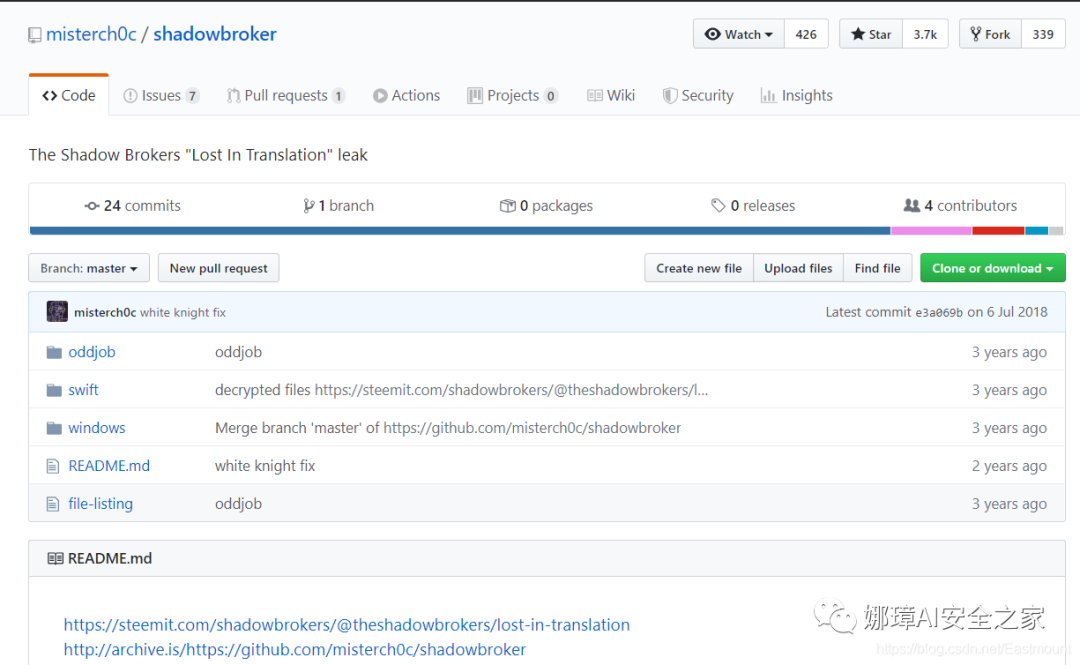 misterch0c / shadowbroker
Watch 426 Star 3.7k Fork 339
Code Issues 7 Pull requests 1 Actions Projects 0 Wiki Security Insights
The Shadow Brokers "Lost In Translation" leak
24 commits 1 branch 0 packages 0 releases 4 contributors
Branch: master New pull request Create new file Upload files Find file Clone or download
misterch0c white knight fix Latest commit e3a069b on 6 Jul 2018
oddjob oddjob 3 years ago
swift decrypted files https://steemit.com/shadowbrokers/@theshadowbrokers/l... 3 years ago
windows Merge branch 'master' of https://github.com/misterch0c/shadowbroker 3 years ago
README.md white knight fix 2 years ago
file-listing oddjob 3 years ago
README.md
https://steemit.com/shadowbrokers/@theshadowbrokers/lost-in-translation
http://archive.is/https://github.com/misterch0c/shadowbroker
娜璋AI安全之家
https://blog.csdn.net/Eastmount